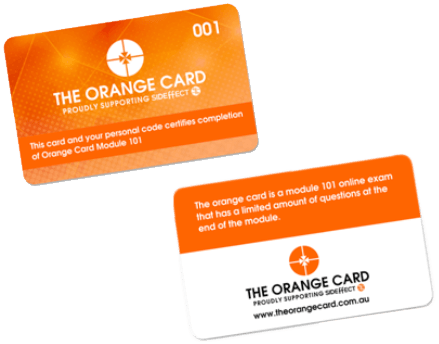 001
THE ORANGE CARD
PROUDLY SUPPORTING SIDEFFECT
This card and your personal code certifies completion
of Orange Card Module 101
The orange card is a module 101 online exam
that has a limited amount of questions at the
end of the module.
THE ORANGE CARD
PROUDLY SUPPORTING SIDEFFECT
www.theorangecard.com.au